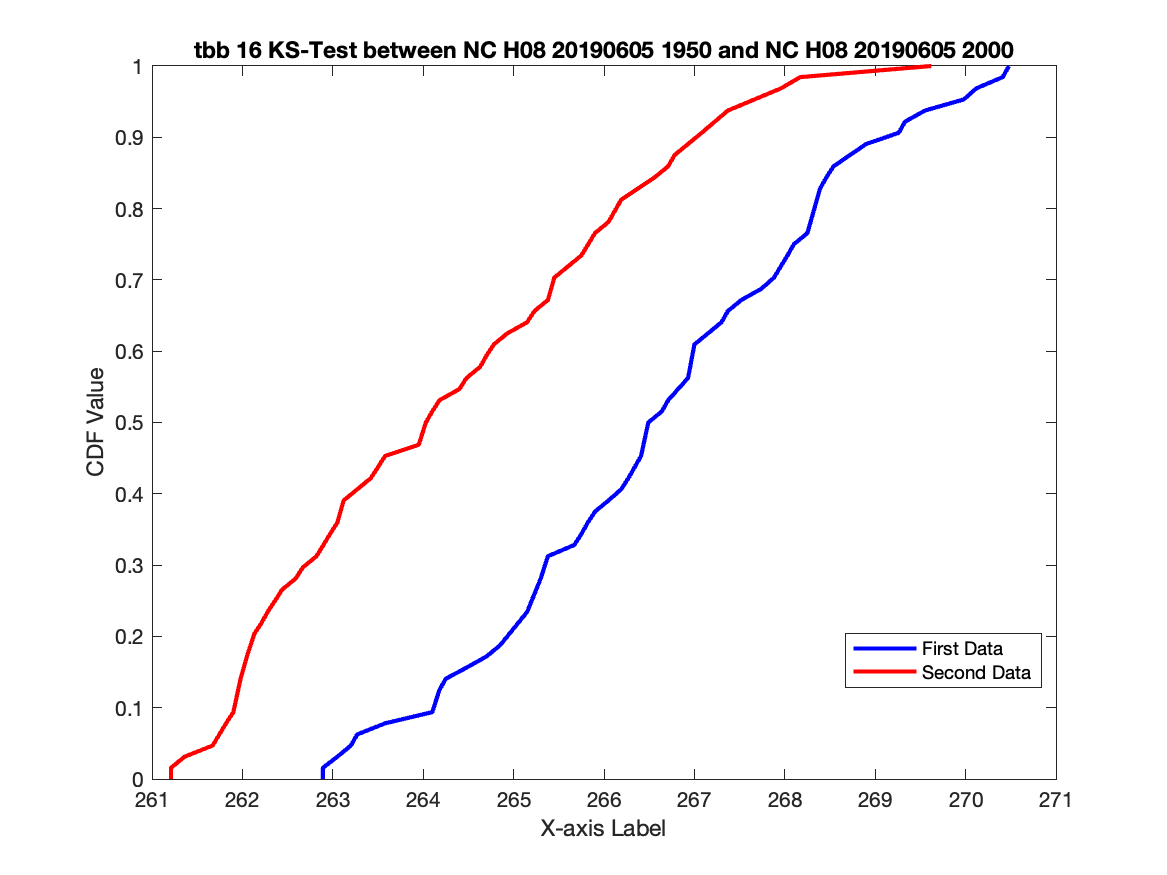 tbb 16 KS-Test between NC H08 20190605 1950 and NC H08 20190605 2000
1
0.9
0.8
0.7
0.6
0.5
0.4
0.3
0.2
0.1
0
CDF Value
First Data
Second Data
261 262 263 264 265 266 267 268 269 270 271
X-axis Label